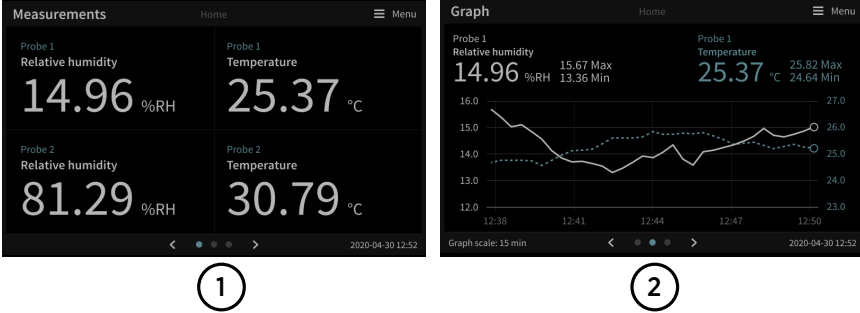 Measurements Home Menu
Probe 1
Relative humidity
14.96 %RH
Probe 1
Temperature
25.37 °C
Probe 2
Relative humidity
81.29 %RH
Probe 2
Temperature
30.79 °C
2020-04-30 12:52
1
Graph Home Menu
Probe 1
Relative humidity
14.96 %RH
15.67 Max
13.36 Min
Probe 1
Temperature
25.37 °C
25.82 Max
24.64 Min
16.0 27.0
15.0 26.0
14.0 25.0
13.0 24.0
12.0 23.0
12:38 12:41 12:44 12:47 12:50
Graph scale: 15 min 2020-04-30 12:52
2